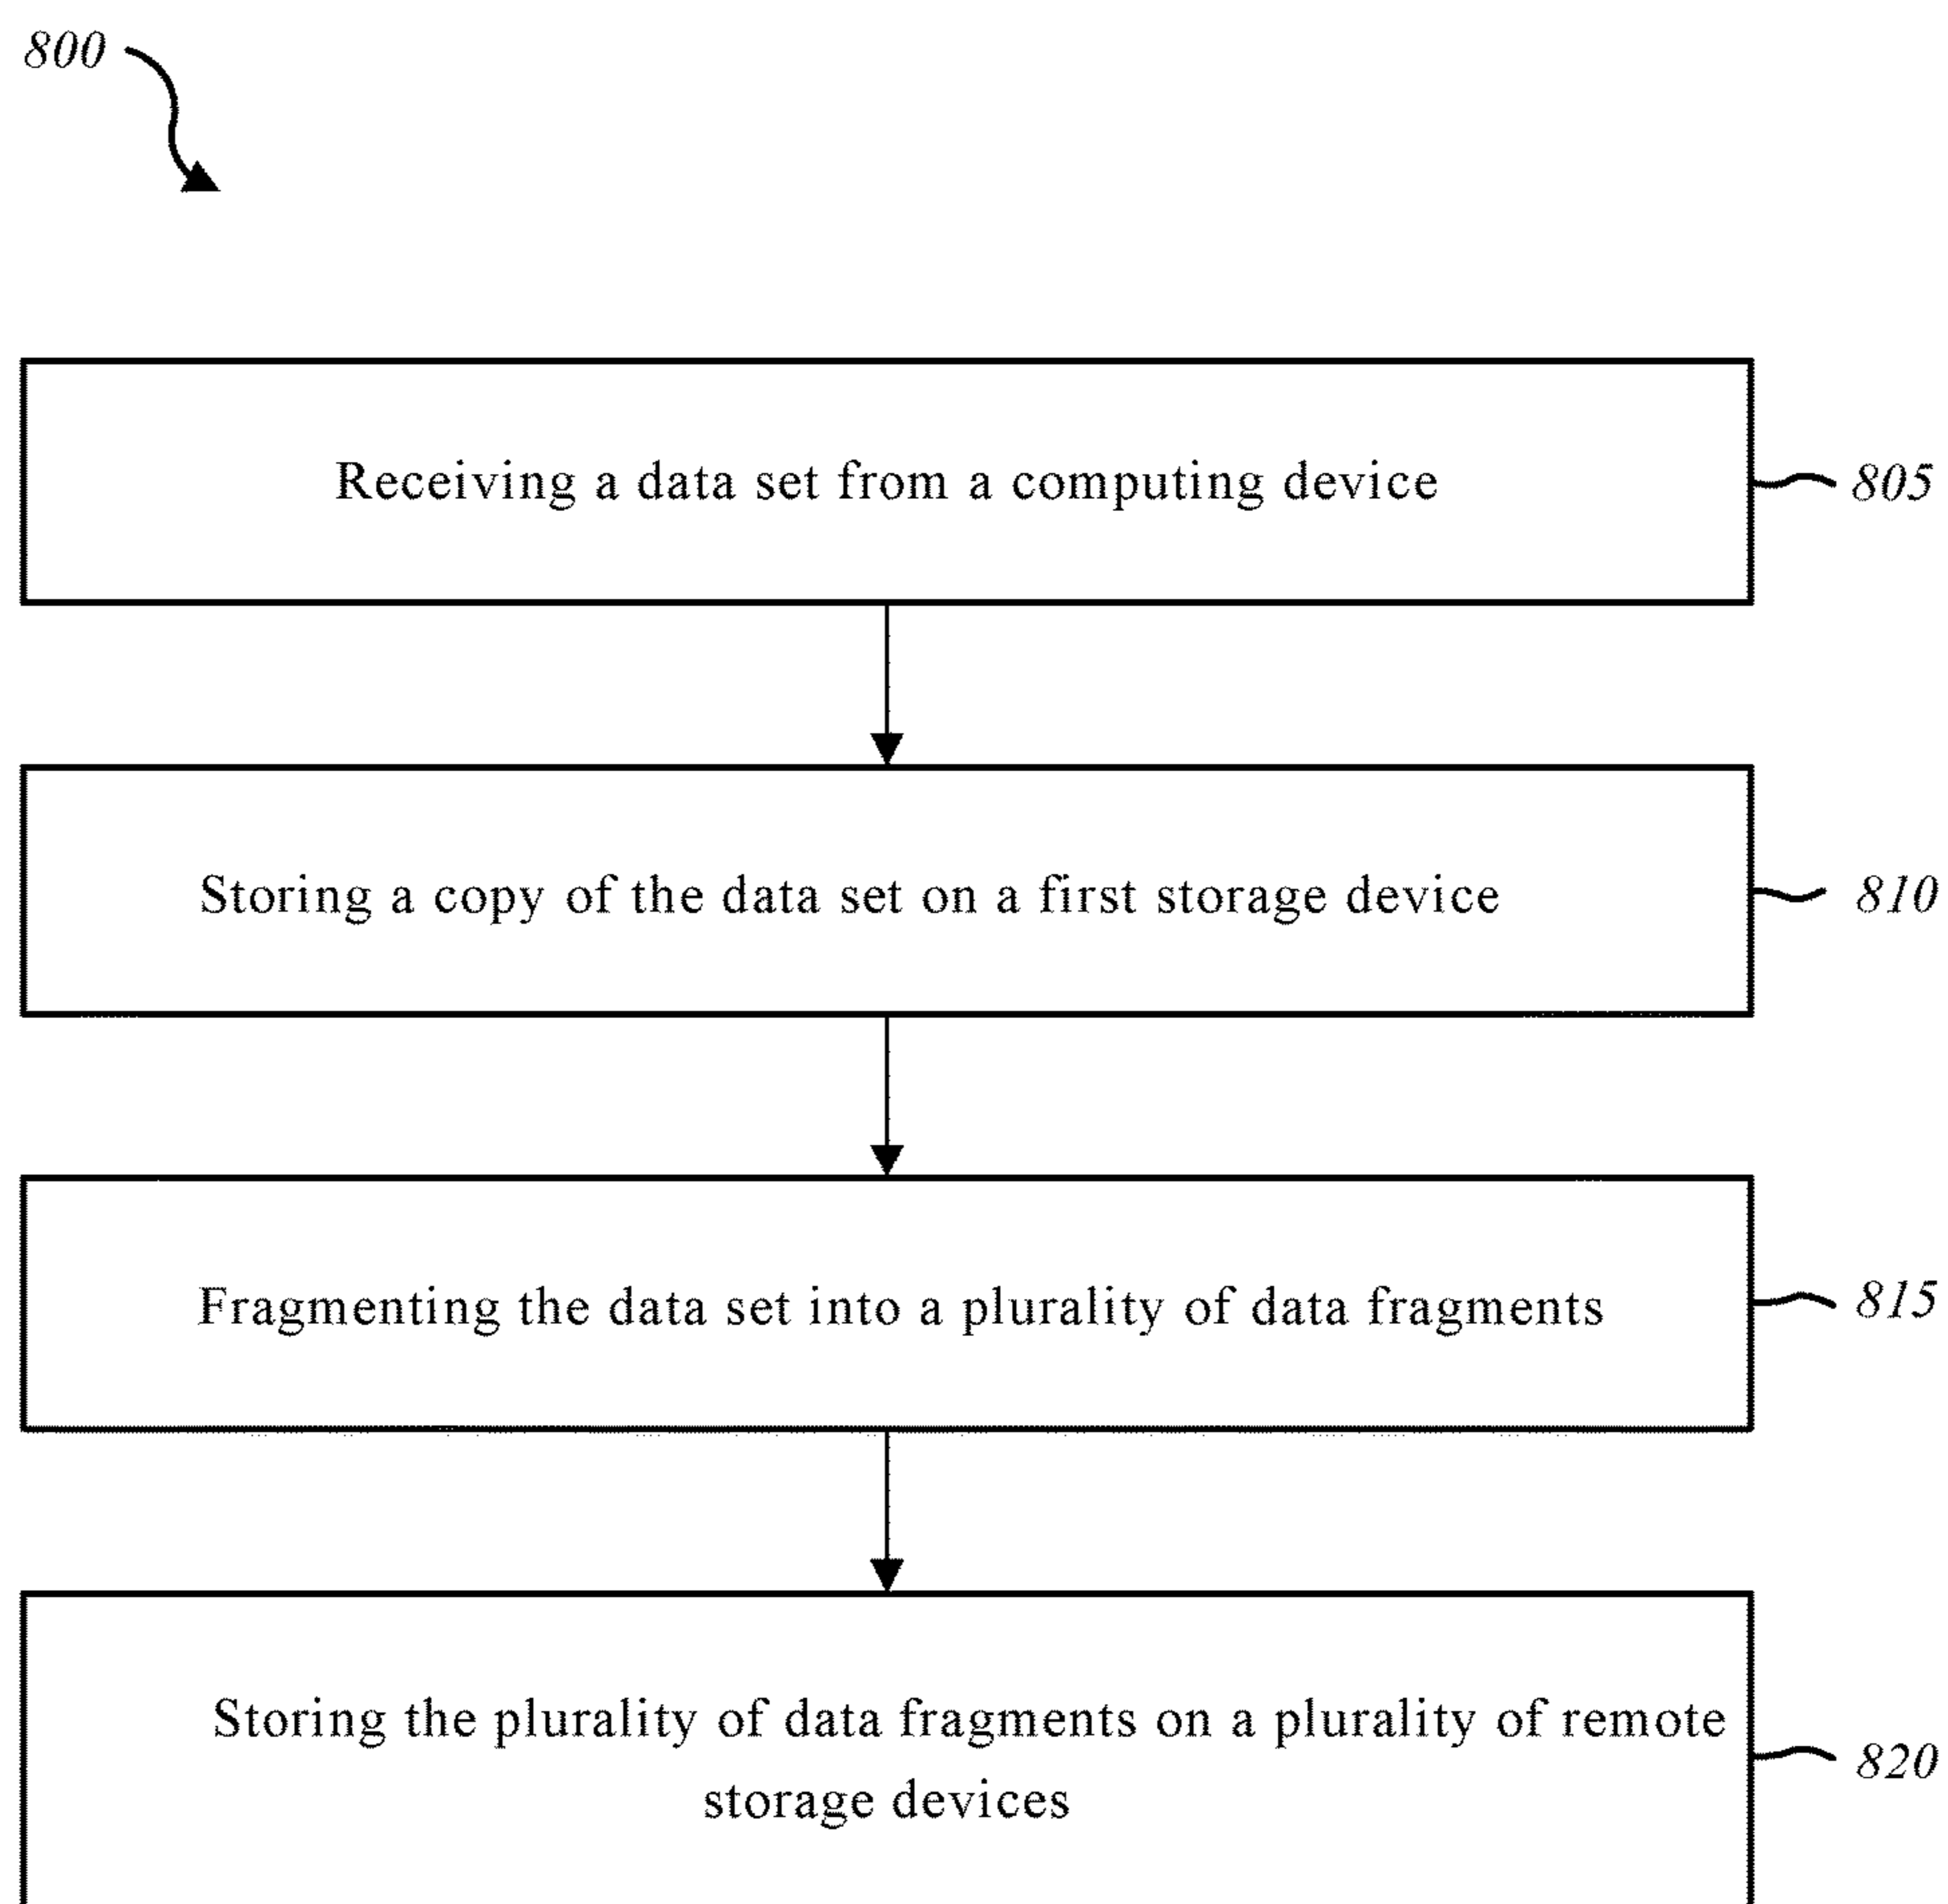 800
Receiving a data set from a computing device
805
Storing a copy of the data set on a first storage device
810
Fragmenting the data set into a plurality of data fragments
815
Storing the plurality of data fragments on a plurality of remote
storage devices
820